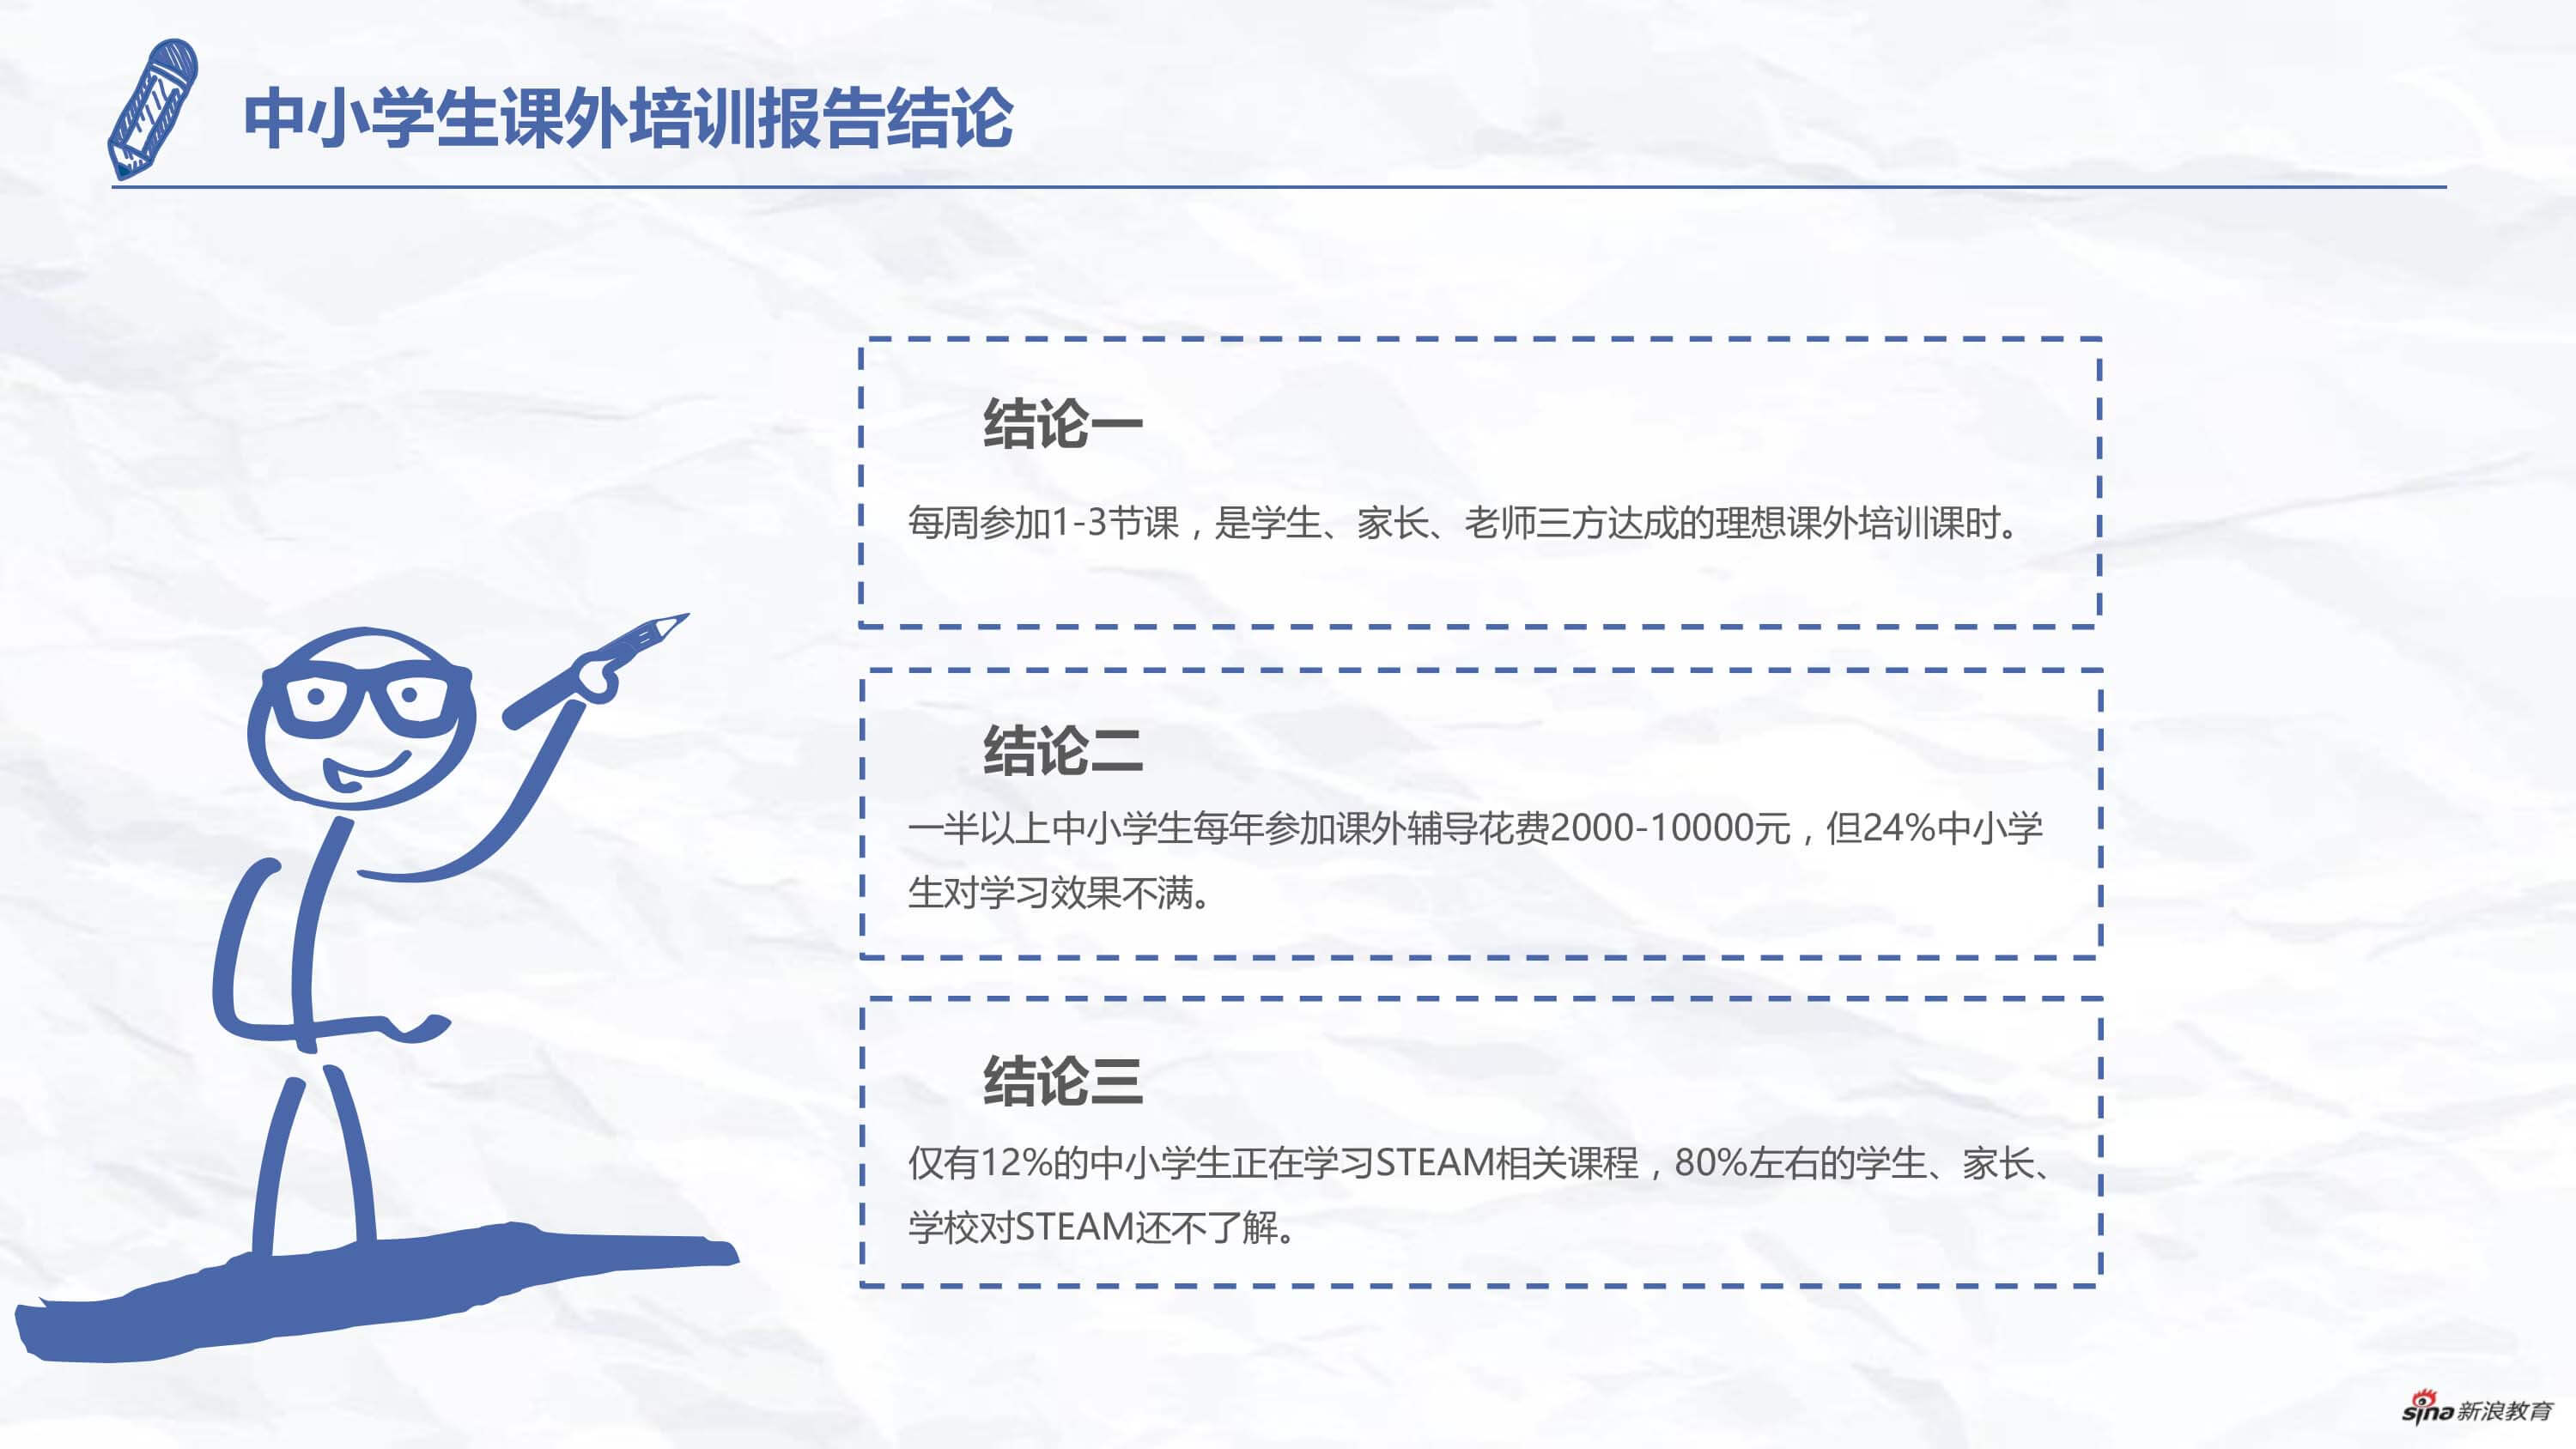 中小学生课外培训报告结论
结论一
每周参加1-3节课，是学生、家长、老师三方达成的理想课外培训课时。
结论二
一半以上中小学生每年参加课外辅导花费2000-10000元，但24%中小学
生对学习效果不满。
结论三
仅有12%的中小学生正在学习STEAM相关课程，80%左右的学生、家长、
学校对STEAM还不了解。
sina新浪教育